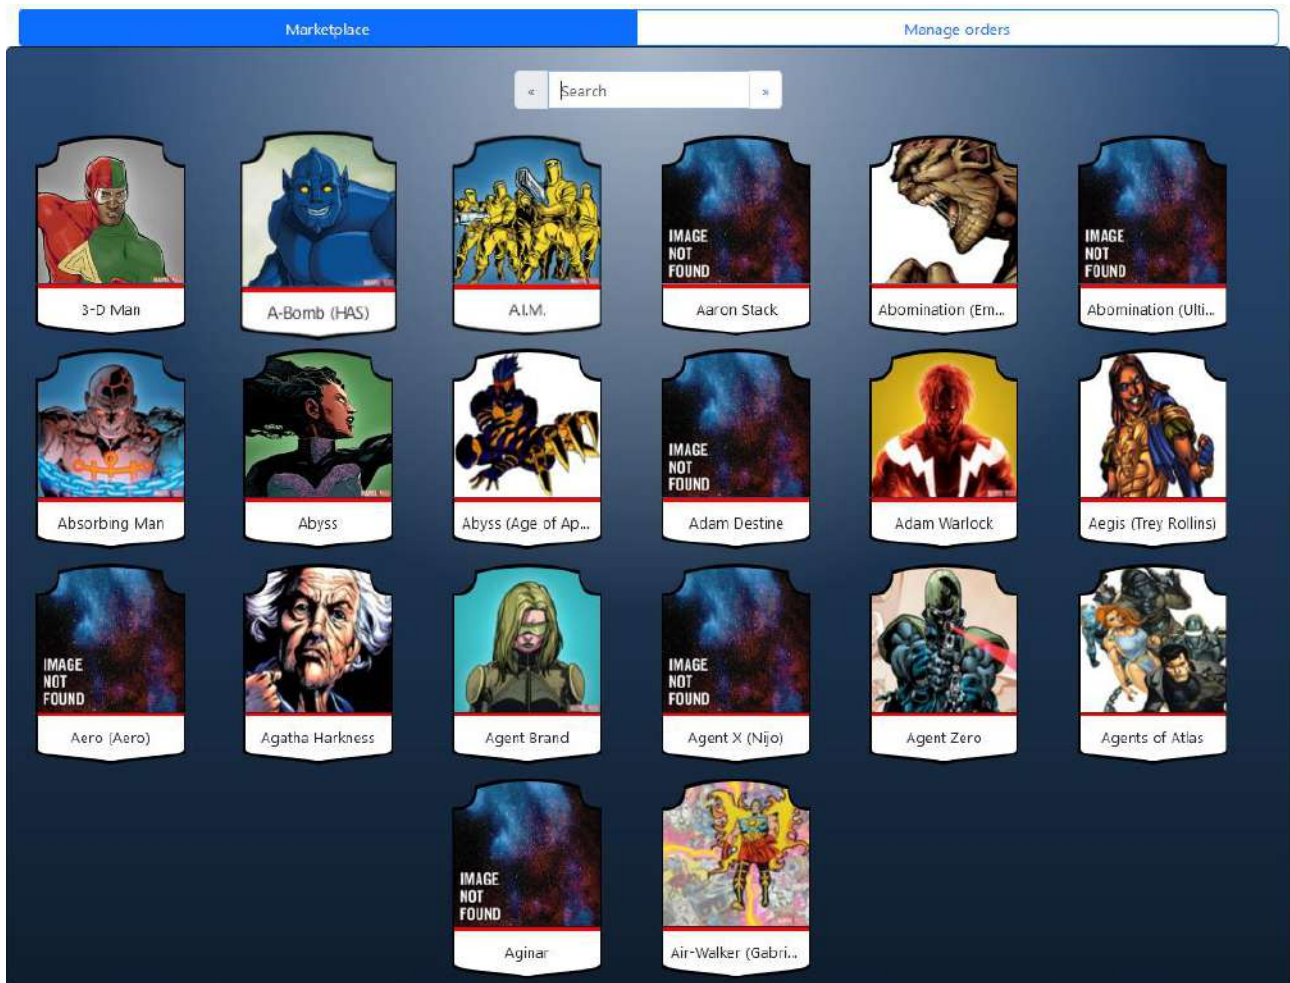 Marketplace
Manage orders
«
Search
»
IMAGE
NOT
FOUND
IMAGE
NOT
FOUND
3-D Man
A-Bomb (HAS)
A.I.M.
Aaron Stack
Abomination (Em...
Abomination (Ulti...
IMAGE
NOT
FOUND
Absorbing Man
Abyss
Abyss (Age of Ap...
Adam Destine
Adam Warlock
Aegis (Trey Rollins)
IMAGE
NOT
FOUND
IMAGE
NOT
FOUND
Aero (Aero)
Agatha Harkness
Agent Brand
Agent X (Nijo)
Agent Zero
Agents of Atlas
IMAGE
NOT
FOUND
Aginar
Air-Walker (Gabri...